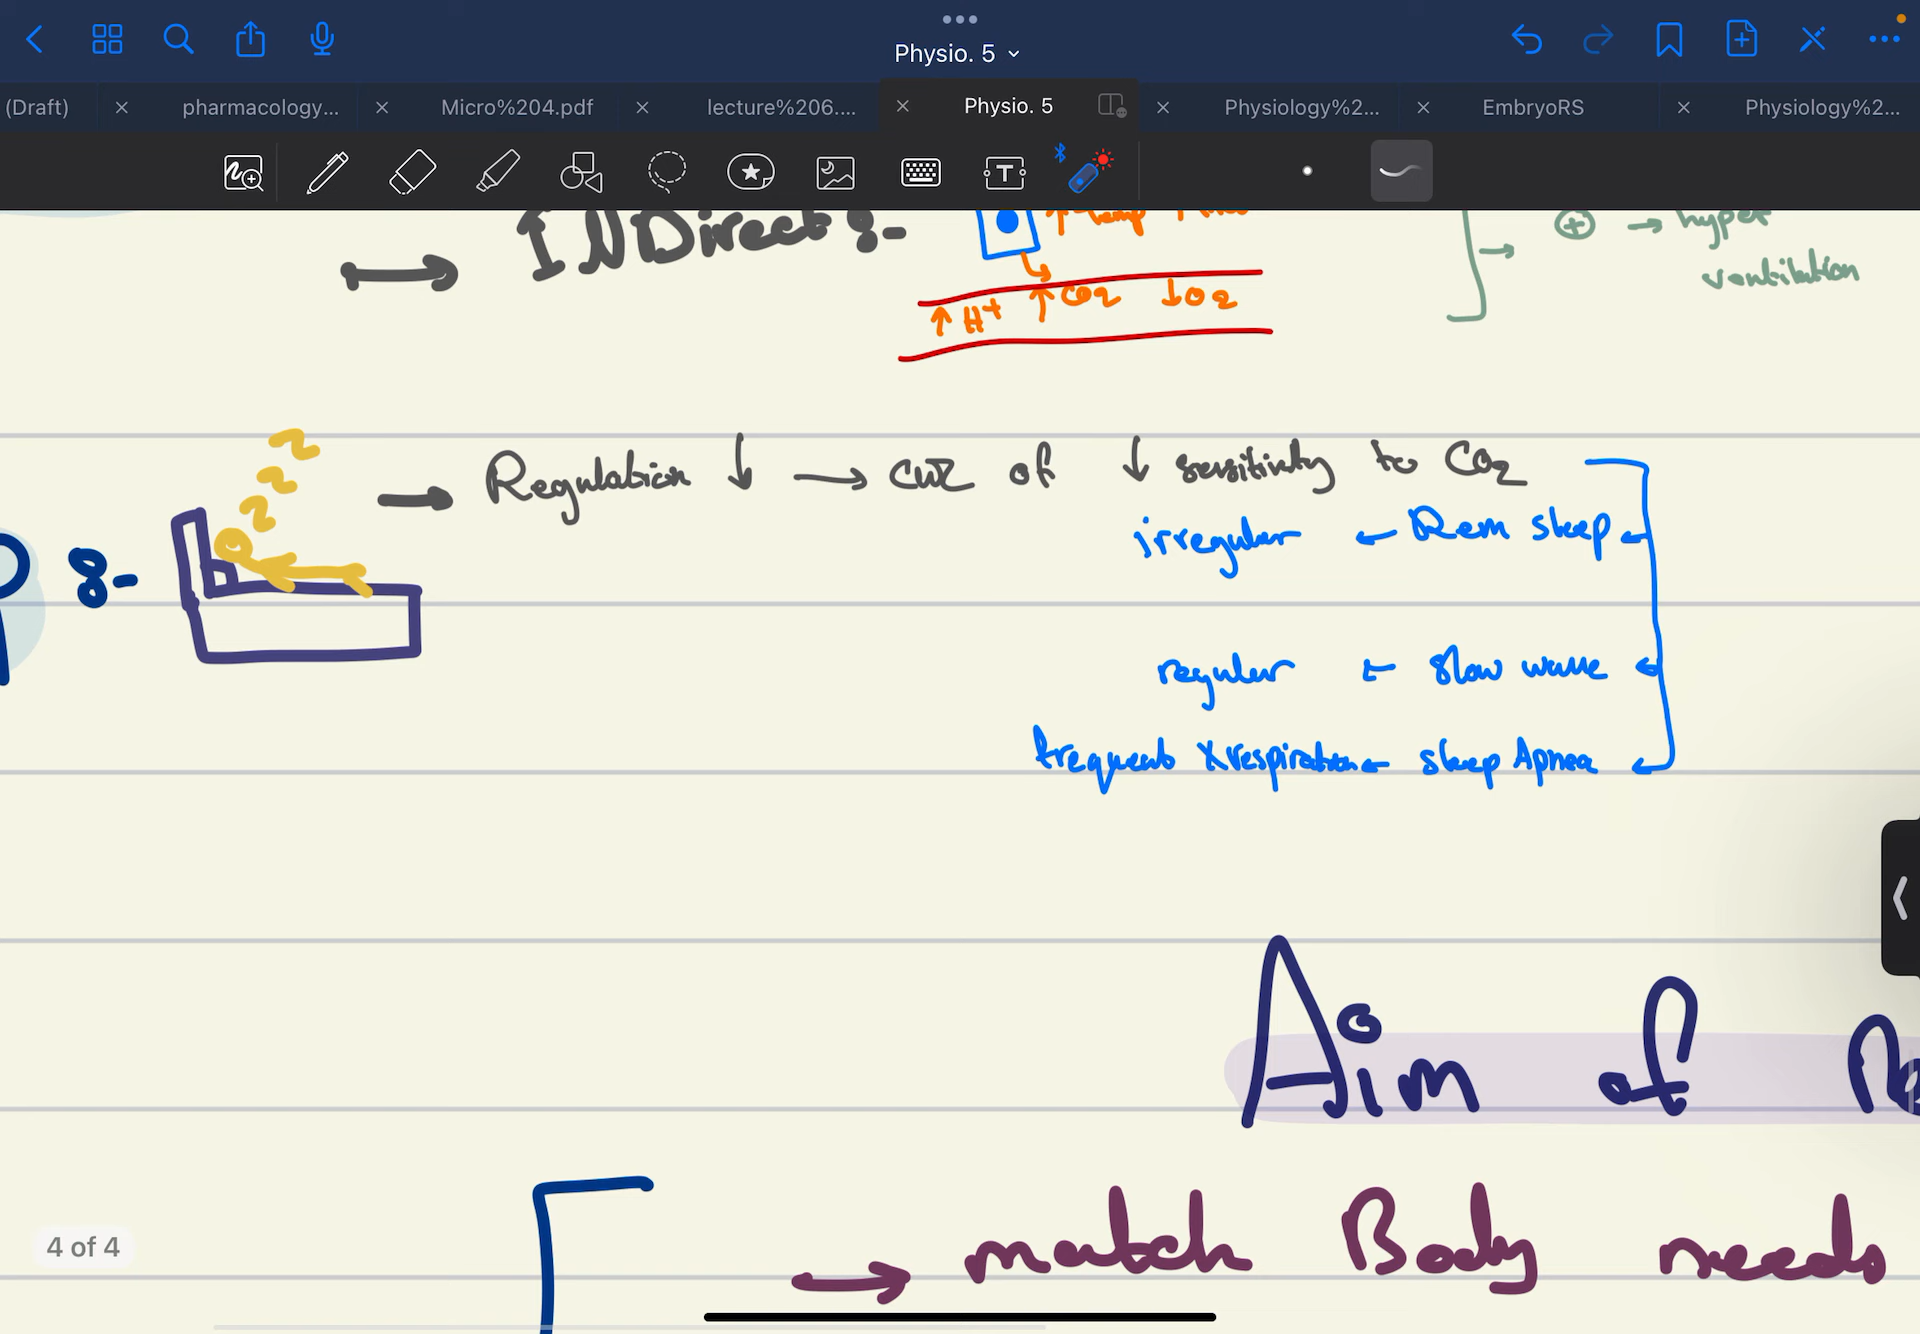 Physio. 5
(Draft) pharmacology... Micro%204.pdf lecture%206.... Physio. 5 Physiology%2... EmbryoRS Physiology%2...
INDirect 8-
↑ temp
⊕ → hyper ventilation
↑ H+ ↑ CO2 ↓ O2
z z z
→ Regulation ↓ → of ↓ sensitivity to CO2
irregular ← Rem sleep
8-
regular ← slow wave
frequent X respiration ← sleep Apnea
Aim of
→ match Body needs
4 of 4